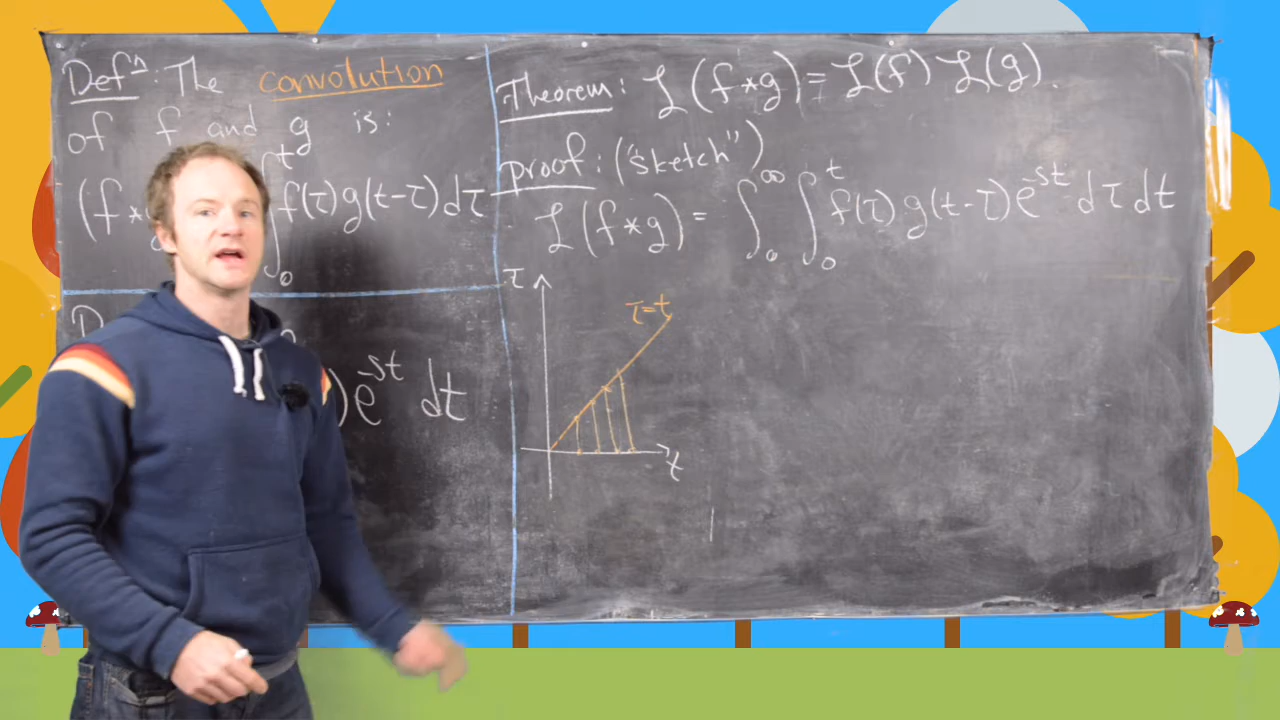 Defⁿ: The convolution
of f and g is:
(f * ∫₀ᵗ f(τ)g(t-τ)dτ
)e^{-st} dt
Theorem: ℒ(f*g) = ℒ(f) ℒ(g).
proof: ("sketch")
ℒ(f*g) = ∫₀^∞ ∫₀ᵗ f(τ)g(t-τ)e^{-st} dτ dt
τ
τ=t
t